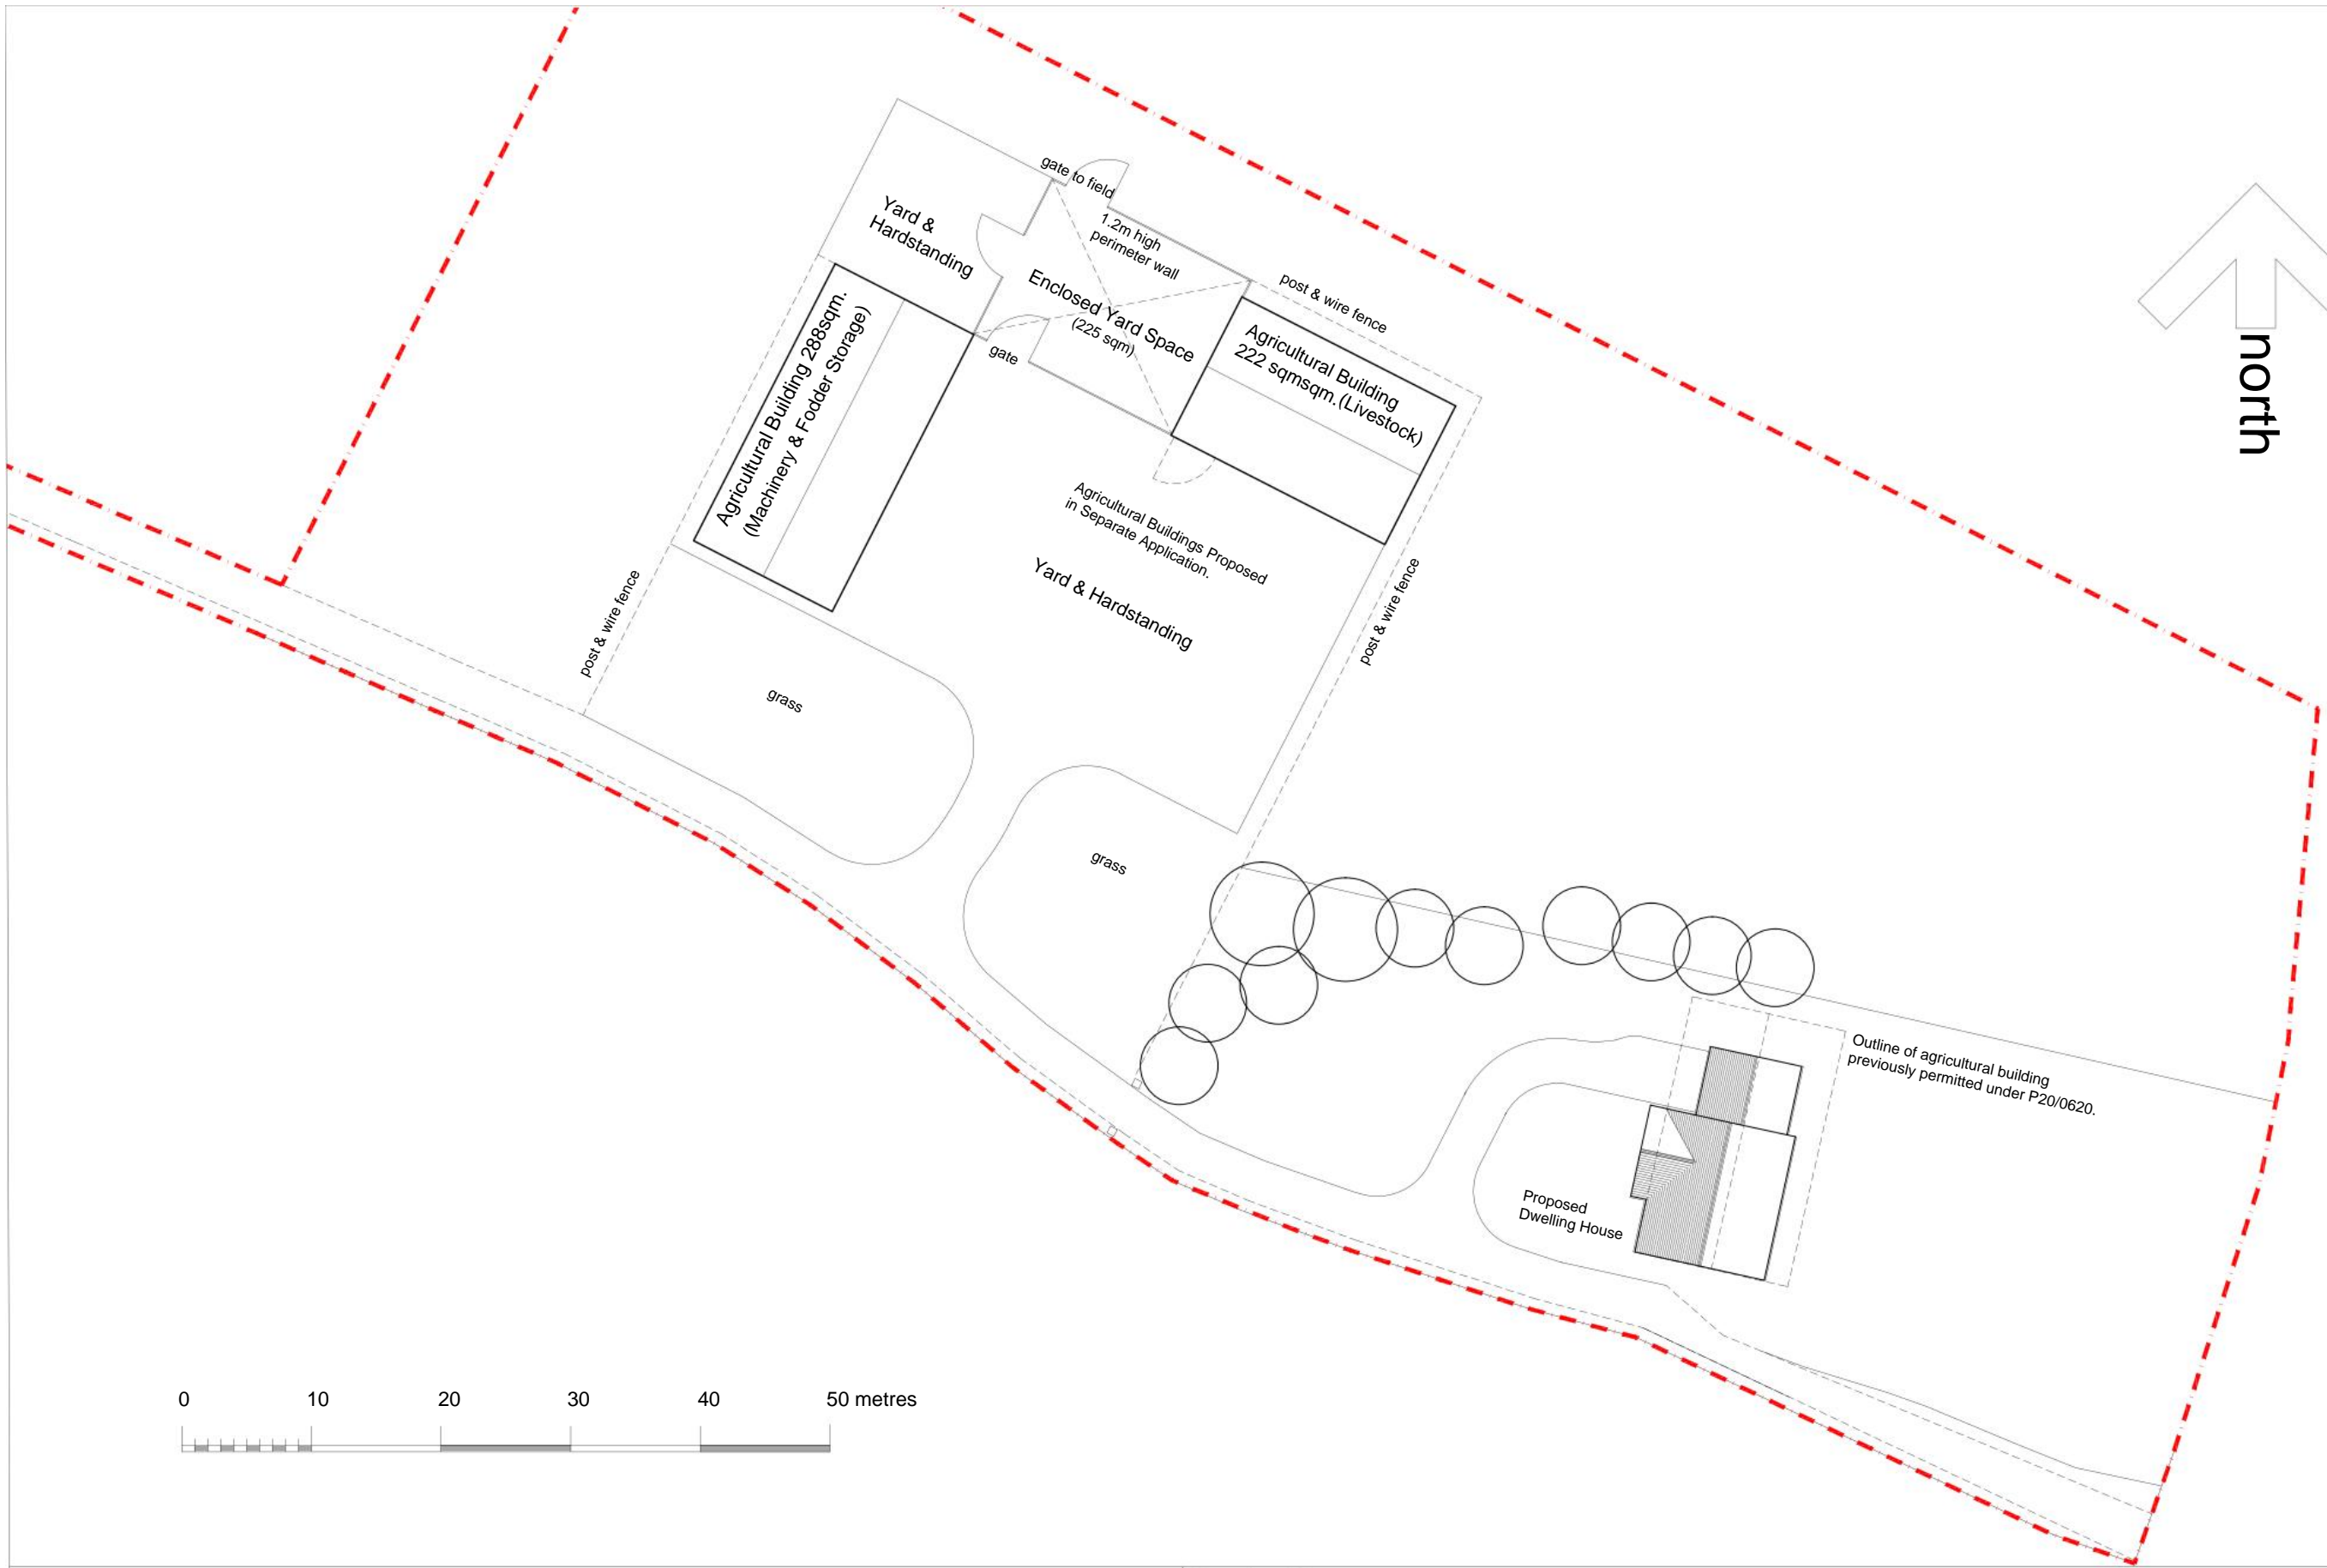 gate to field
Yard &
Hardstanding
1.2m high
perimeter wall
Enclosed Yard Space
(225 sqm)
gate
post & wire fence
Agricultural Building
222 sqmsqm.(Livestock)
Agricultural Building 288sqm.
(Machinery & Fodder Storage)
north
Agricultural Buildings Proposed
in Separate Application.
Yard & Hardstanding
post & wire fence
post & wire fence
grass
grass
Outline of agricultural building
previously permitted under P20/0620.
Proposed
Dwelling House
0 10 20 30 40 50 metres